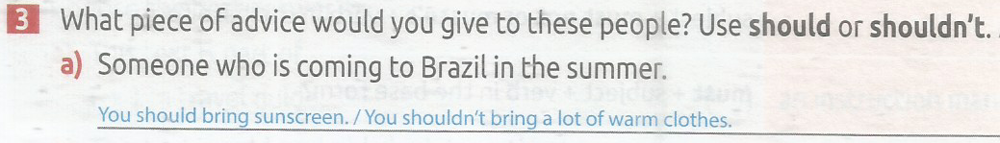 3 What piece of advice would you give to these people? Use should or shouldn't.
a) Someone who is coming to Brazil in the summer.
You should bring sunscreen. / You shouldn't bring a lot of warm clothes.